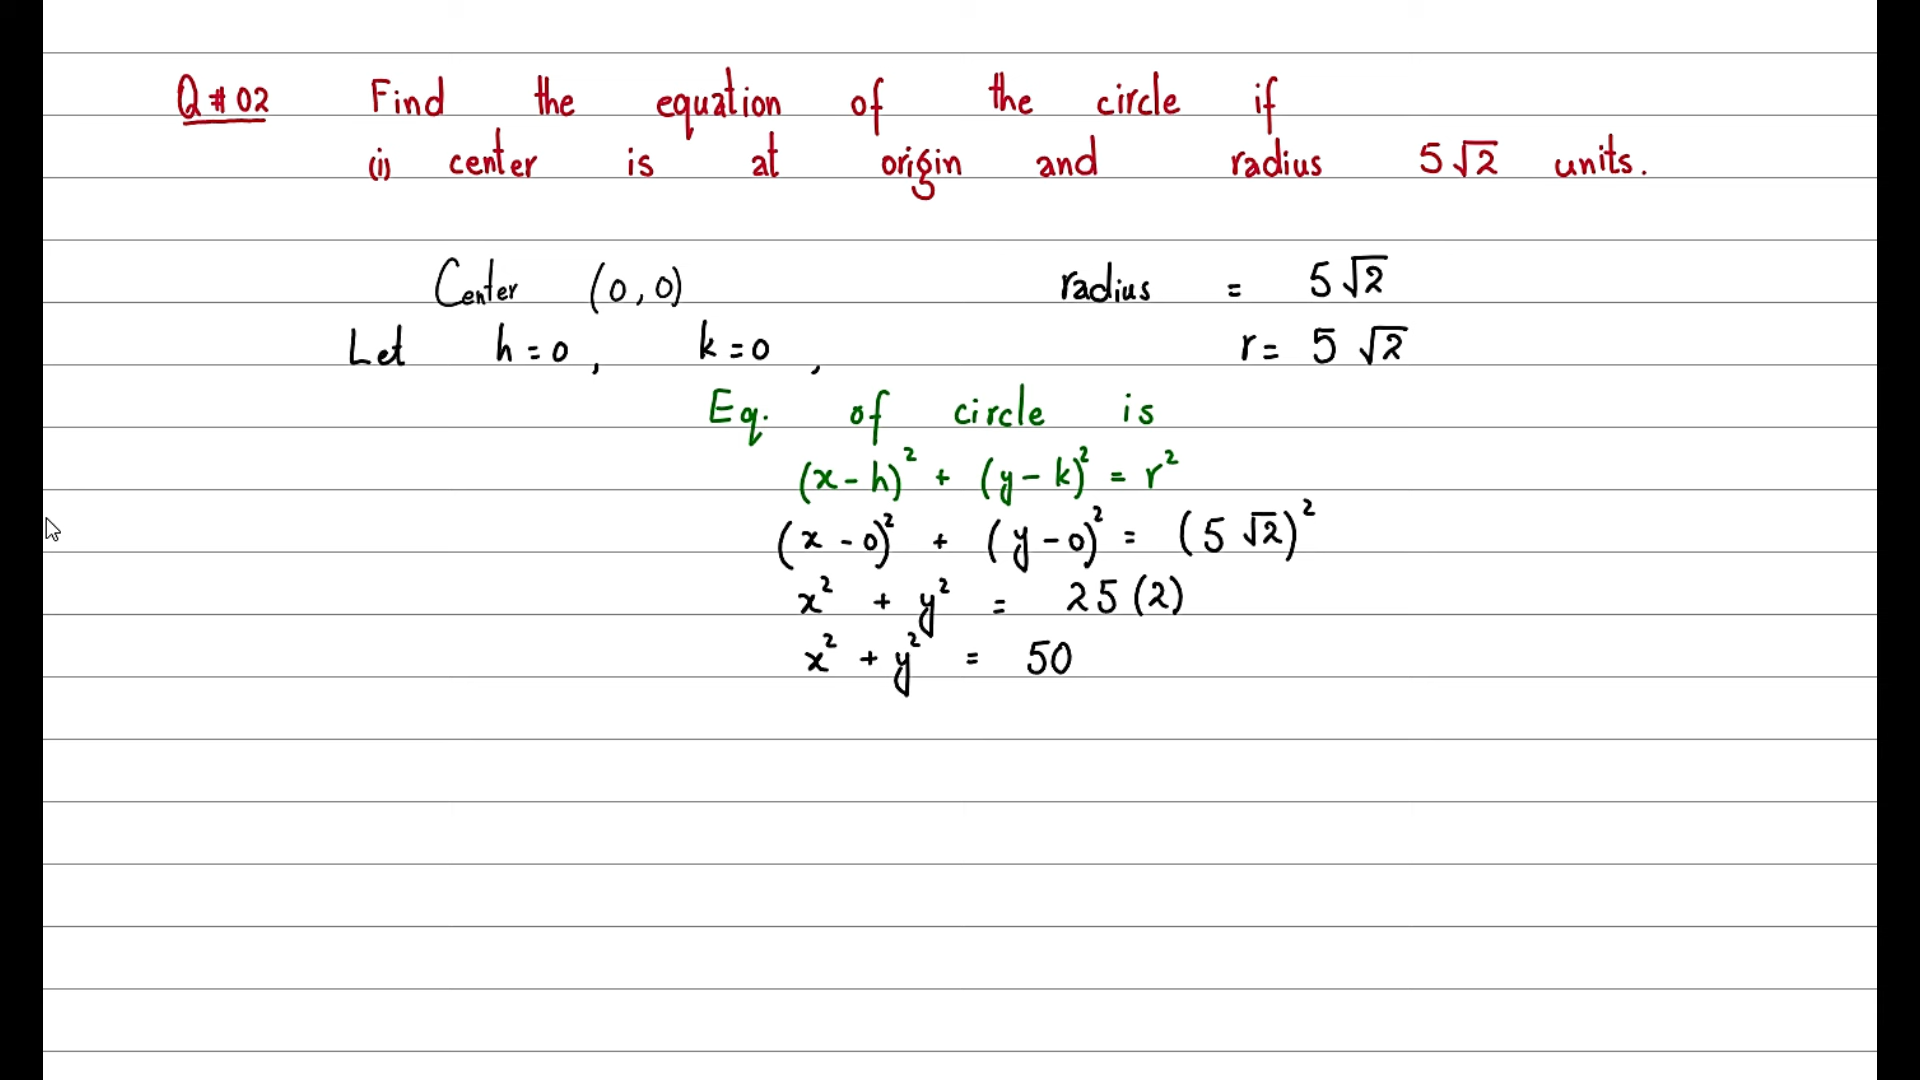 Q # 02 Find the equation of the circle if
(i) center is at origin and radius 5√2 units.
Center (0,0) radius = 5√2
Let h=0, k=0, r= 5√2
Eq. of circle is
(x-h)² + (y-k)² = r²
(x-0)² + (y-0)² = (5√2)²
x² + y² = 25(2)
x² + y² = 50